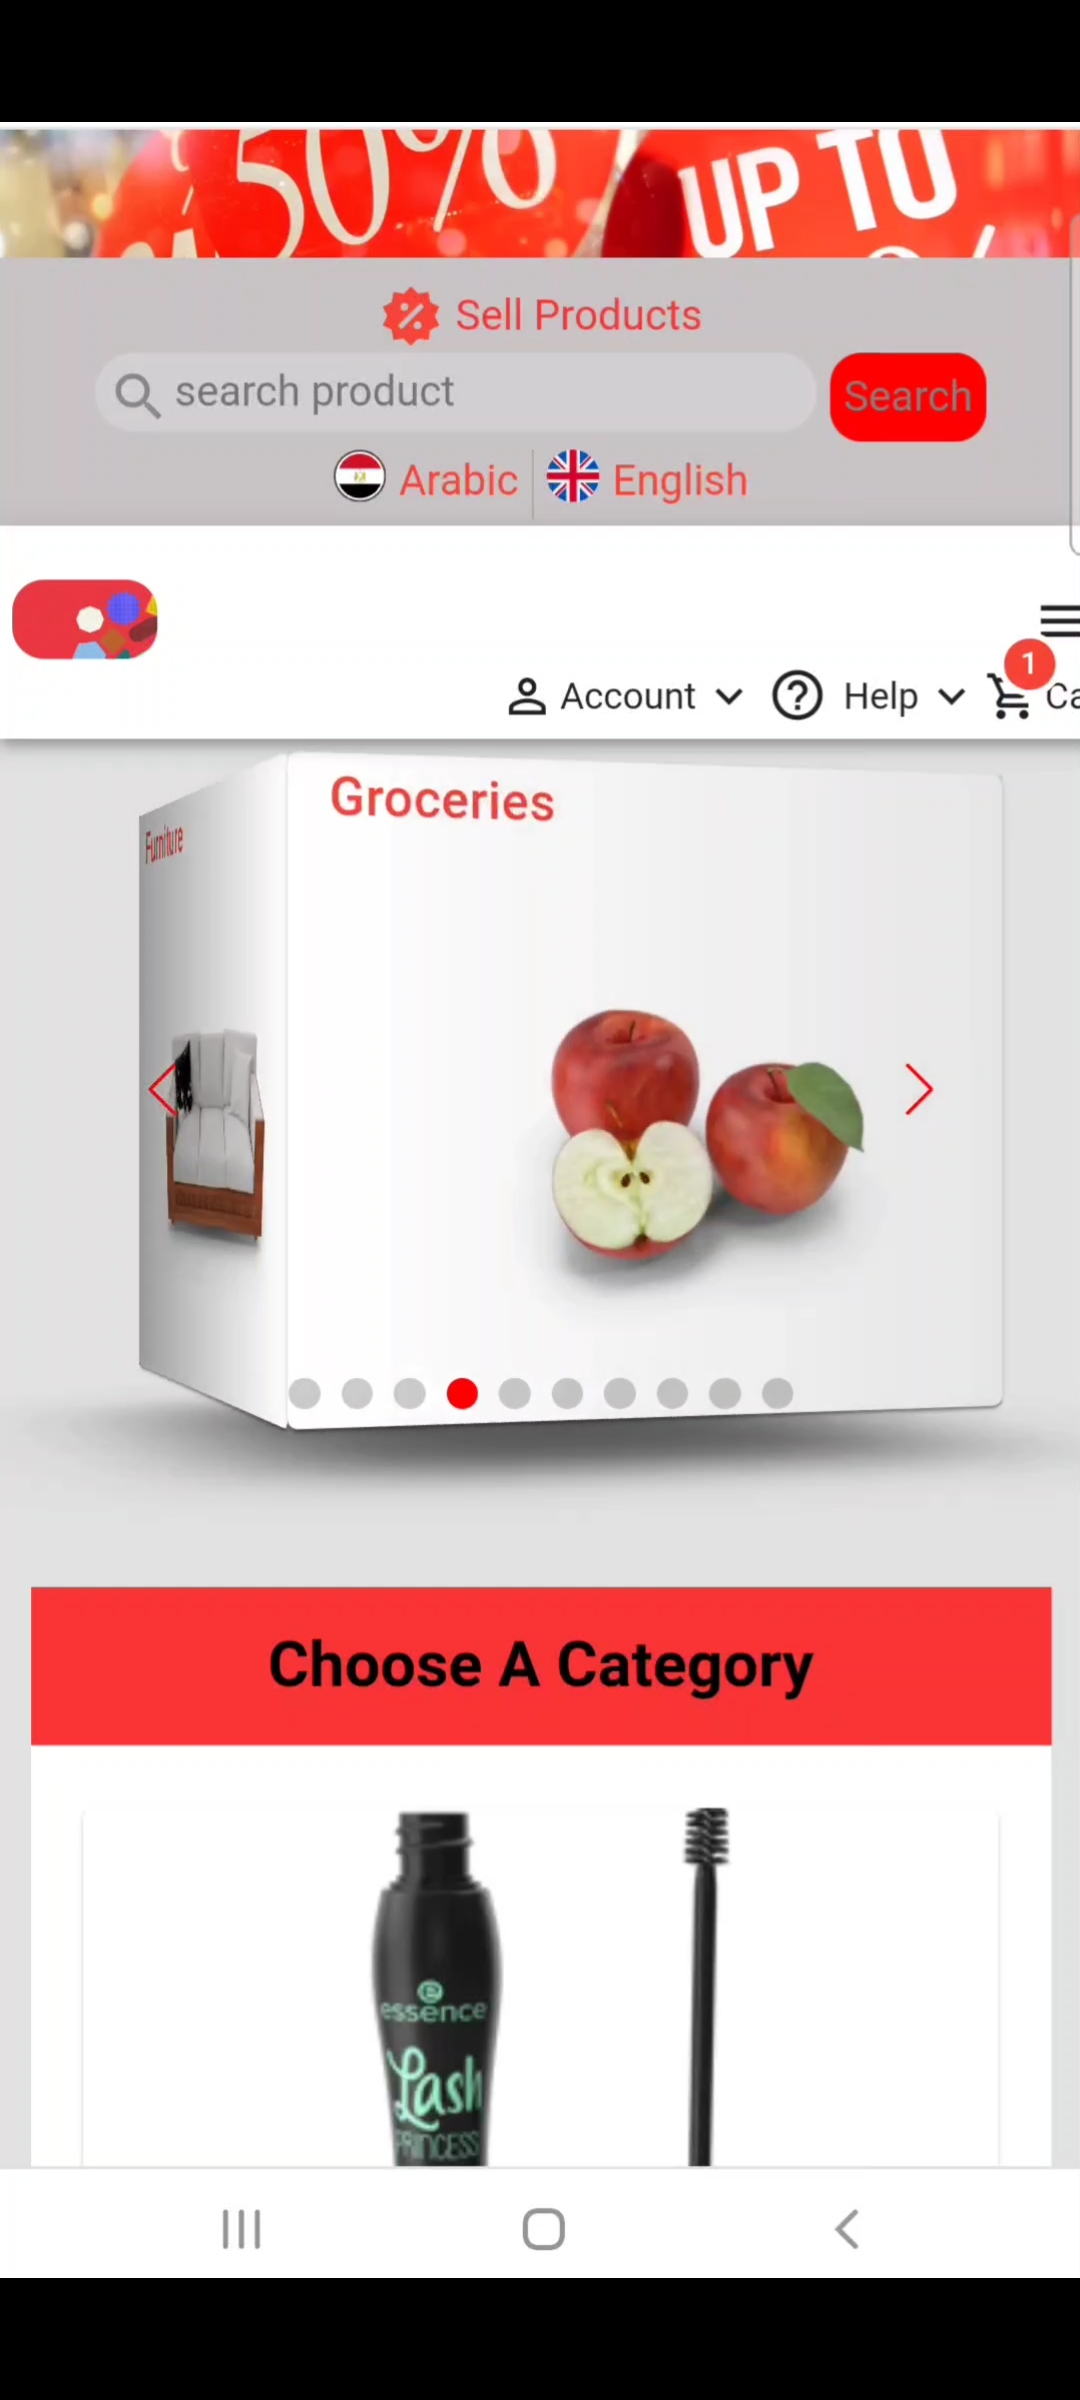 50%
UP TO
Sell Products
search product
Search
Arabic
English
1
Account
Help
Ca
Groceries
Furniture
Choose A Category
essence
Lash
PRINCESS